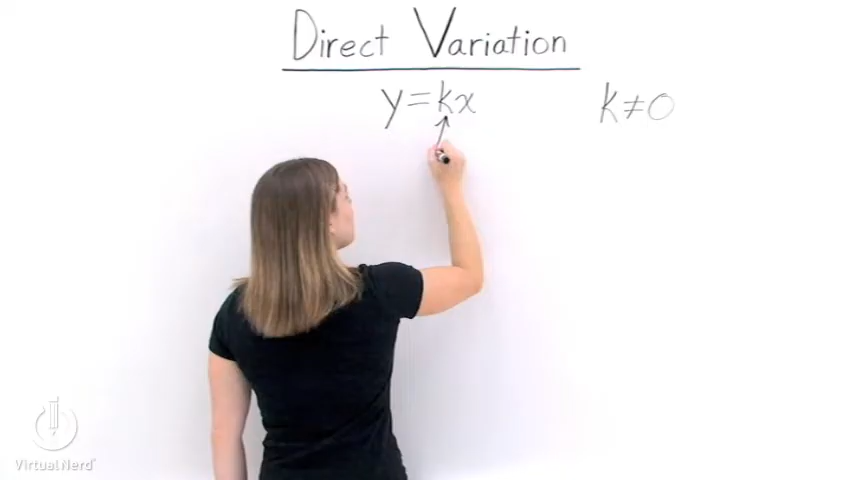 Direct Variation
y=kx k≠0
VirtualNerd